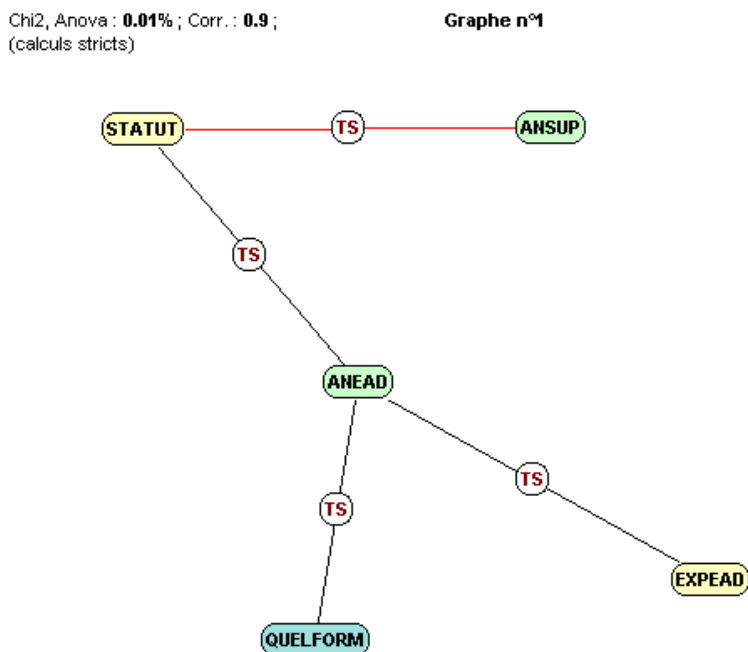 Chi2, Anova : 0.01% ; Corr. : 0.9 ; Graphe n°1
(calculs stricts)
STATUT TS ANSUP
TS
ANEAD
TS
TS
EXPEAD
QUELFORM